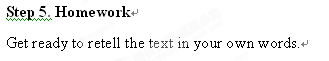 Step 5. Homework
Get ready to retell the text in your own words.